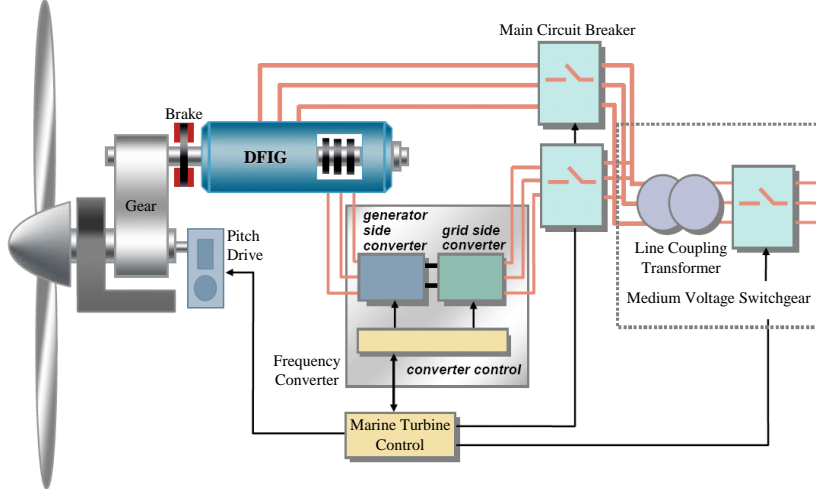 Main Circuit Breaker
Brake
DFIG
Gear
generator
side
converter
grid side
converter
Pitch
Drive
Line Coupling
Transformer
Medium Voltage Switchgear
Frequency
Converter
converter control
Marine Turbine
Control